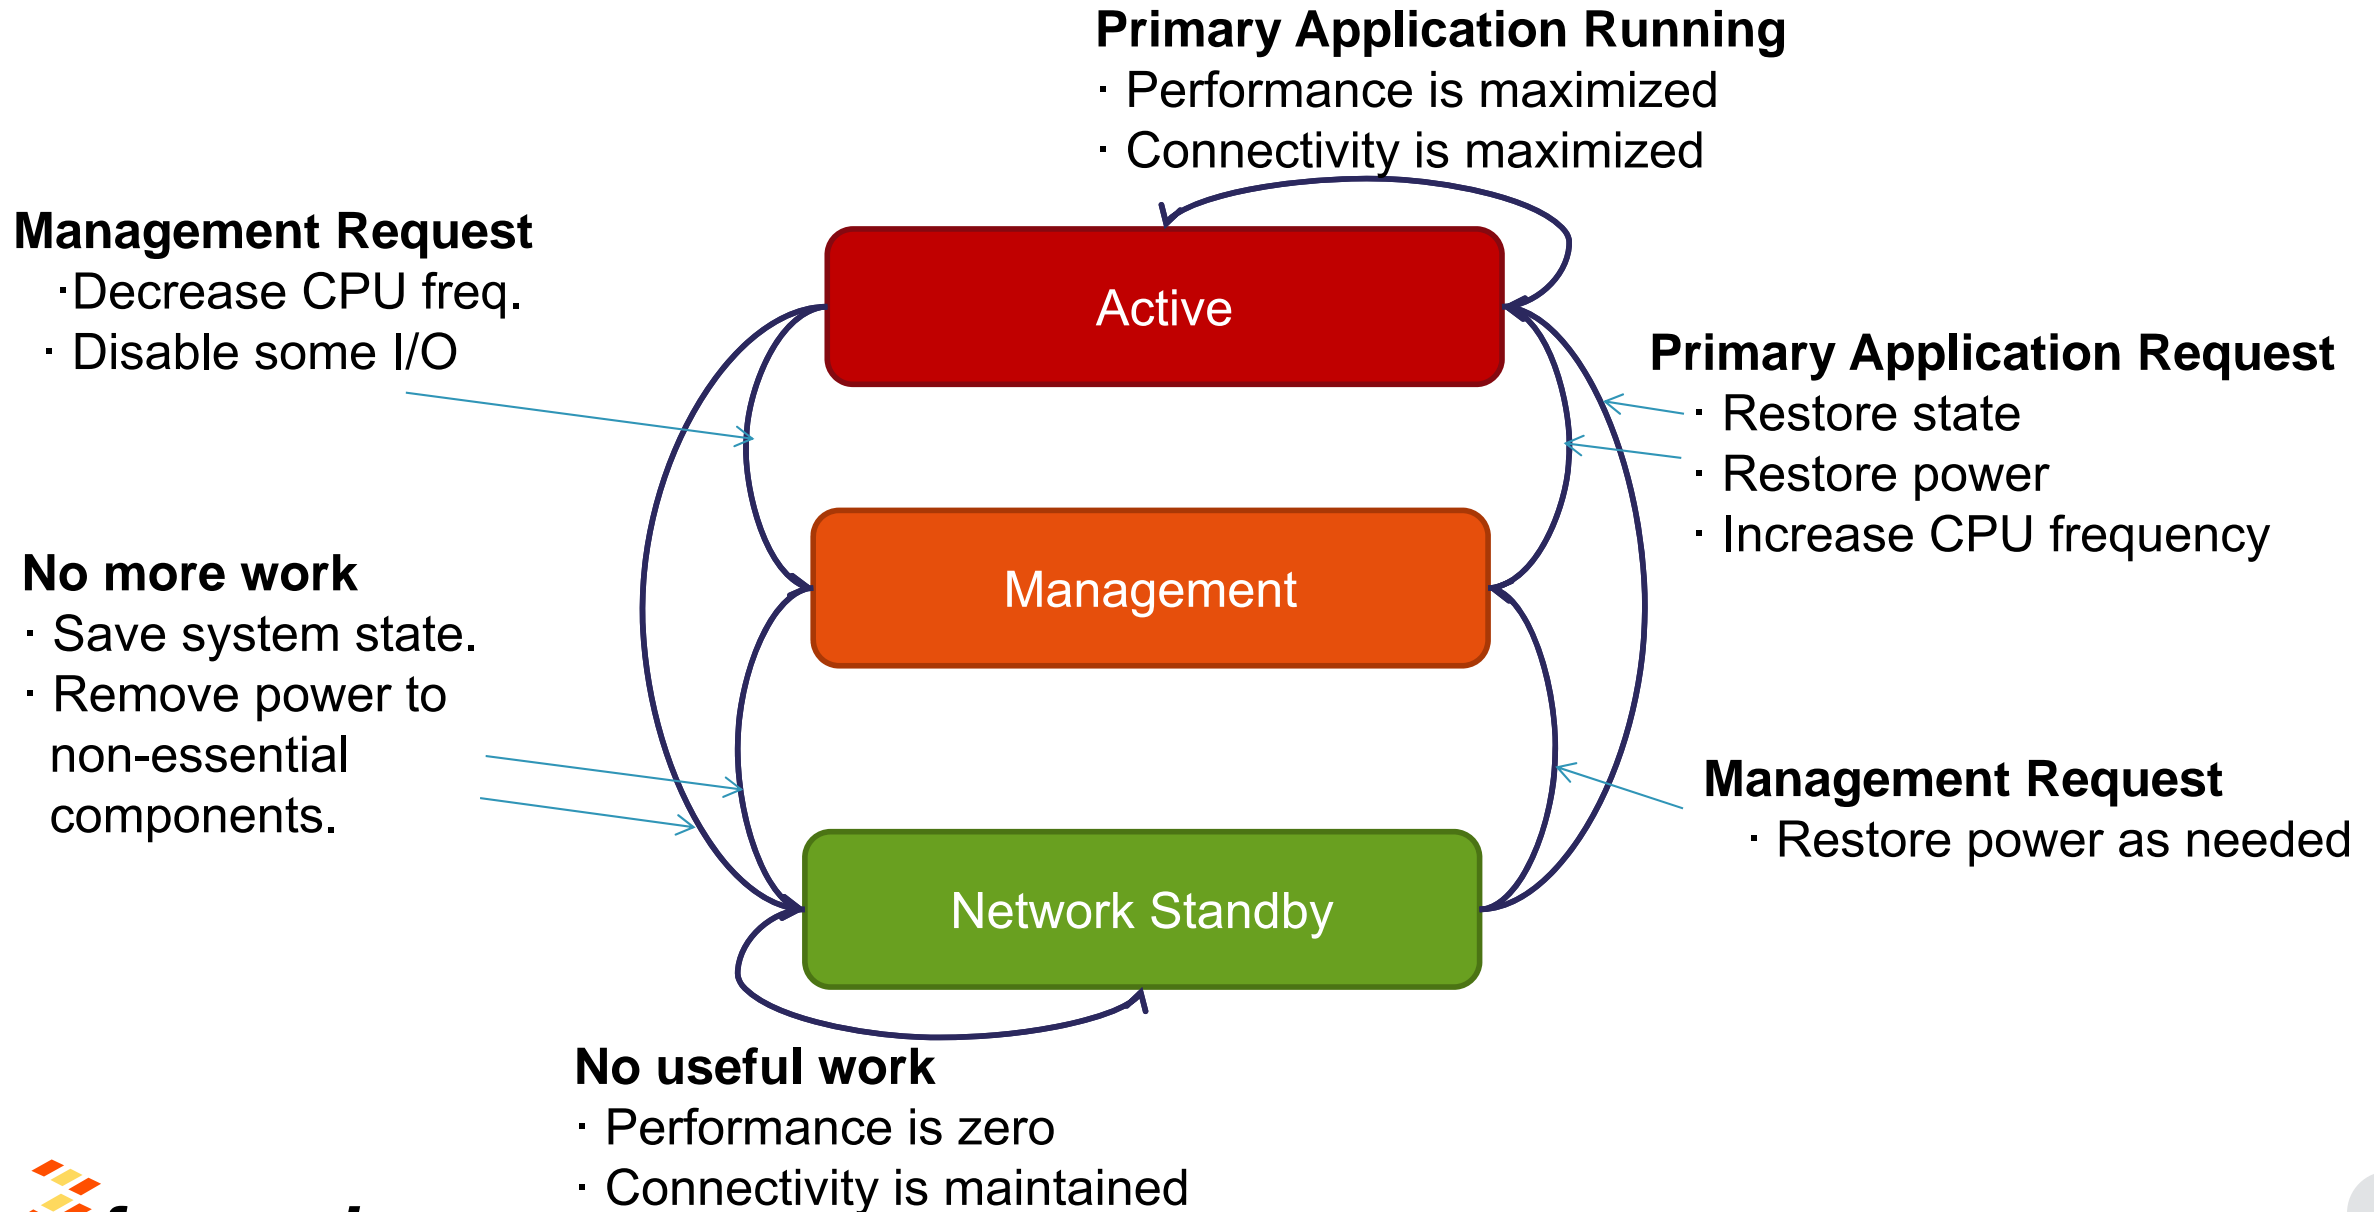 Primary Application Running
· Performance is maximized
· Connectivity is maximized
Management Request
·Decrease CPU freq.
· Disable some I/O
Active
Primary Application Request
· Restore state
· Restore power
· Increase CPU frequency
Management
No more work
· Save system state.
· Remove power to
non-essential
components.
Management Request
· Restore power as needed
Network Standby
No useful work
· Performance is zero
· Connectivity is maintained